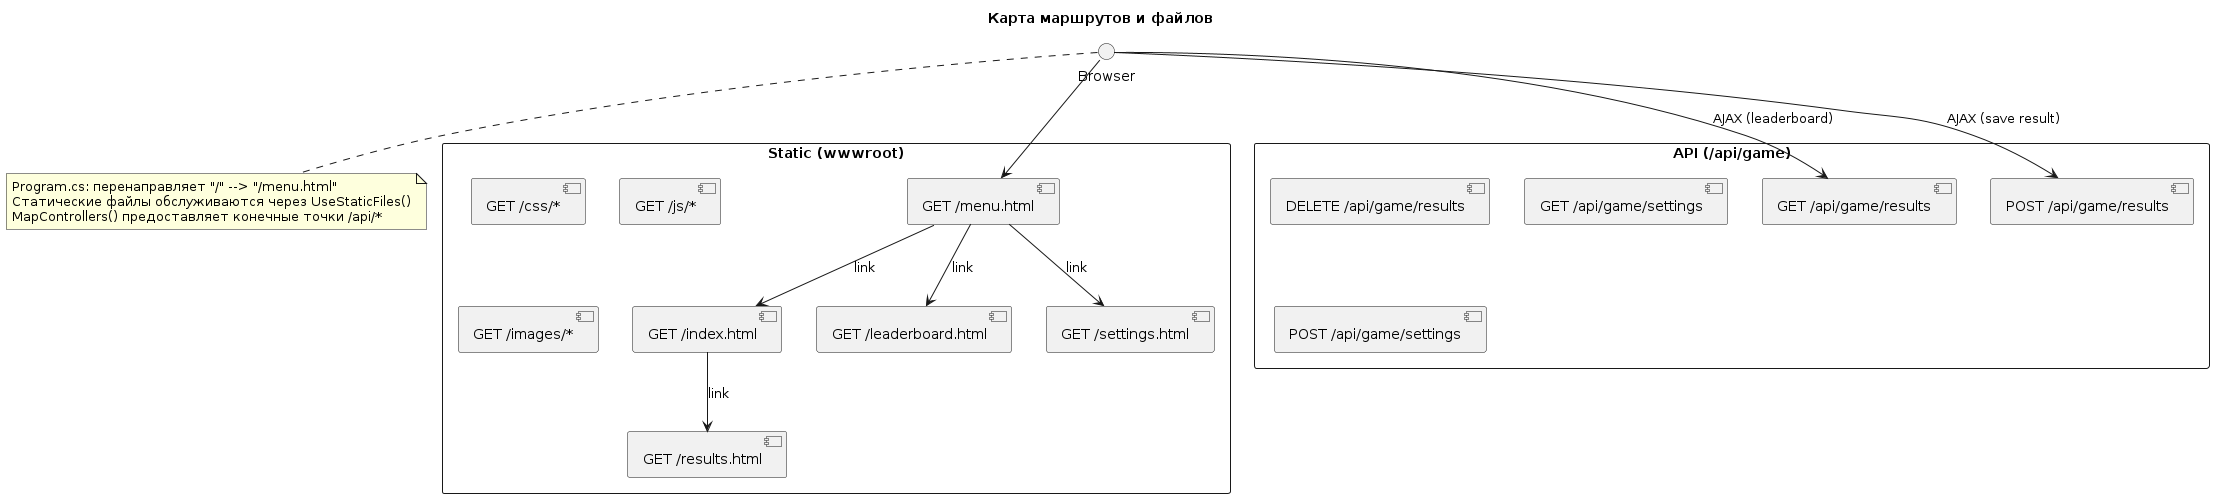 Карта маршрутов и файлов
Browser
AJAX (leaderboard)
AJAX (save result)
Program.cs: перенаправляет "/" --> "/menu.html"
Статические файлы обслуживаются через UseStaticFiles()
MapControllers() предоставляет конечные точки /api/*
Static (wwwroot)
GET /css/*
GET /js/*
GET /menu.html
link
link
link
GET /images/*
GET /index.html
GET /leaderboard.html
GET /settings.html
link
GET /results.html
API (/api/game)
DELETE /api/game/results
GET /api/game/settings
GET /api/game/results
POST /api/game/results
POST /api/game/settings